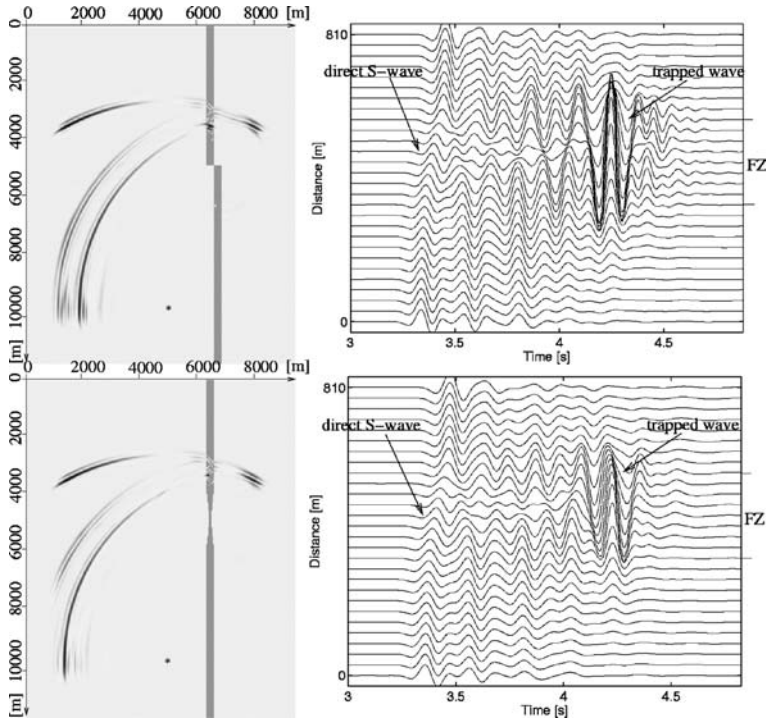 0 2000 4000 6000 8000 [m]
0
2000
4000
6000
8000
10000
[m]
810
direct S-wave
trapped wave
Distance [m]
FZ
0
3 3.5 4 4.5
Time [s]
0 2000 4000 6000 8000 [m]
0
2000
4000
6000
8000
10000
[m]
810
direct S-wave
trapped wave
Distance [m]
FZ
0
3 3.5 4 4.5
Time [s]